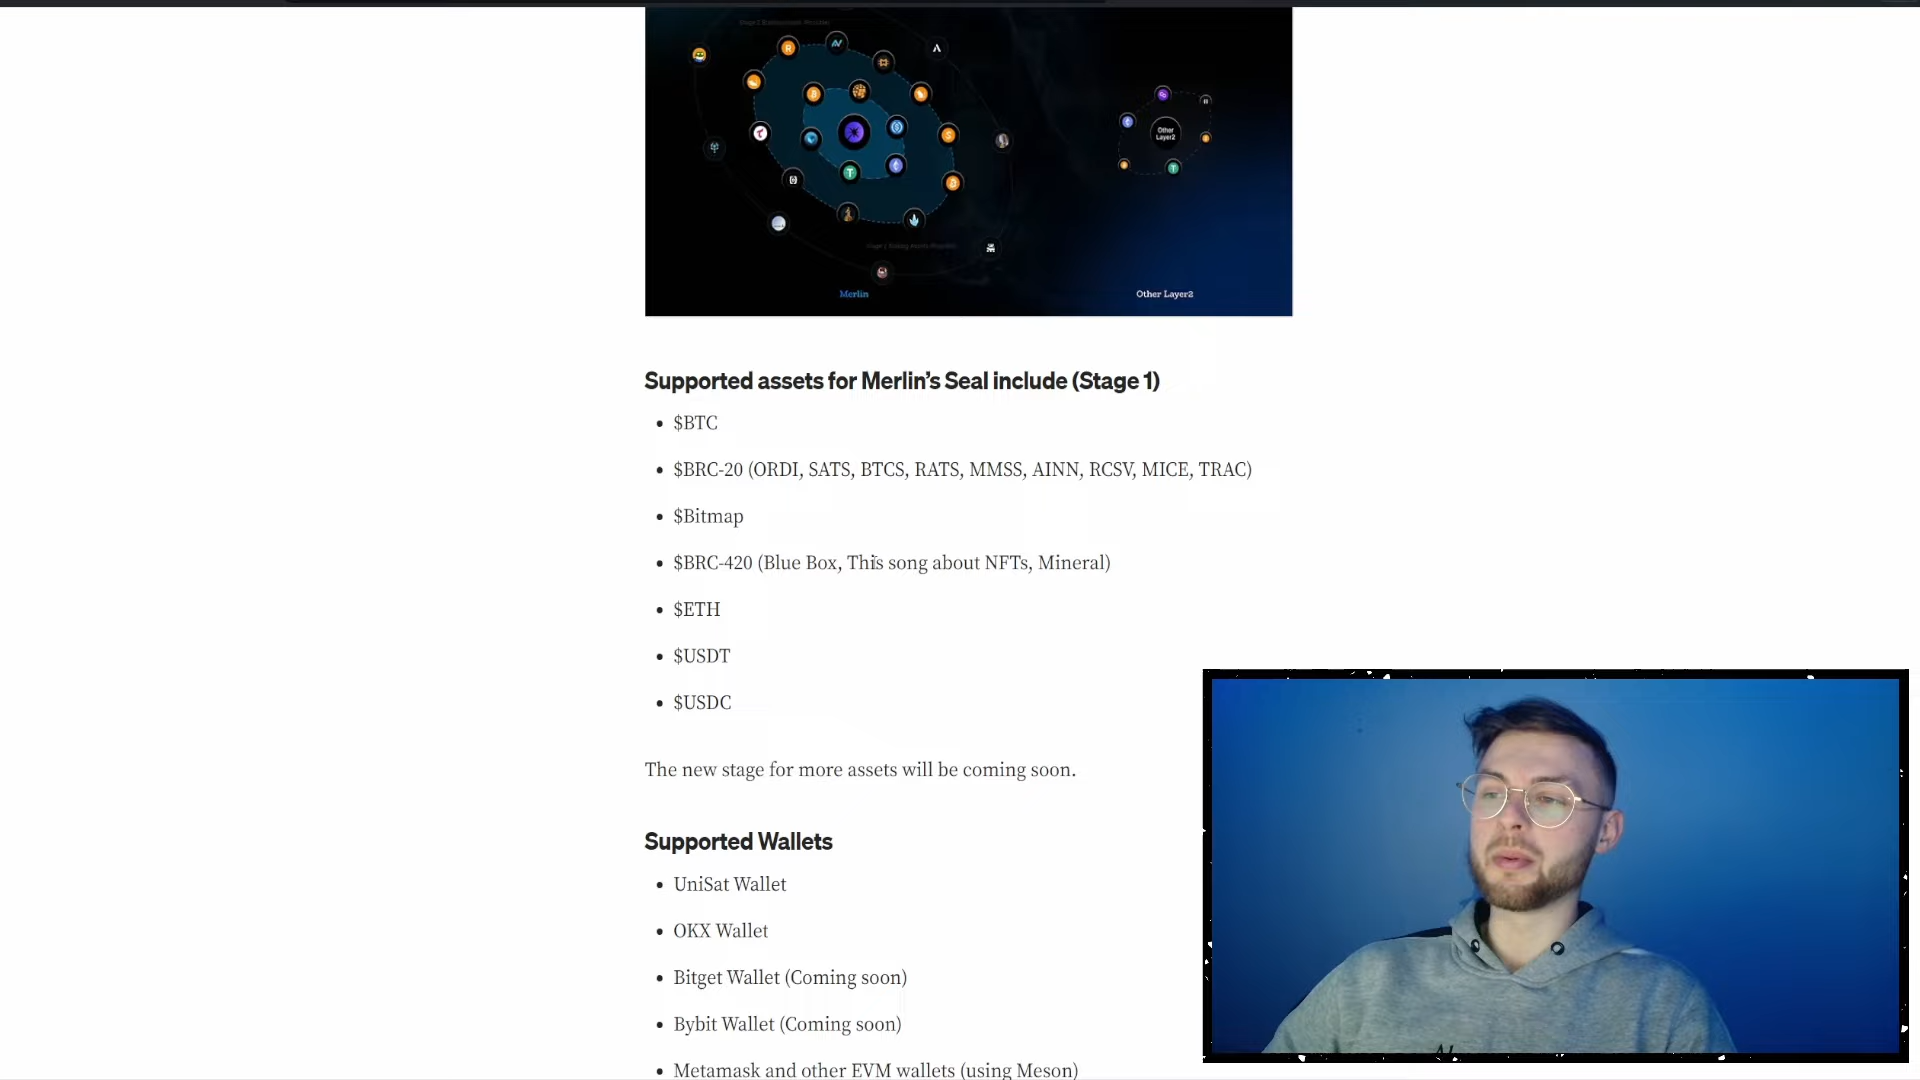 Other
Layer2
Merlin
Other Layer2
Supported assets for Merlin’s Seal include (Stage 1)
• $BTC
• $BRC-20 (ORDI, SATS, BTCS, RATS, MMSS, AINN, RCSV, MICE, TRAC)
• $Bitmap
• $BRC-420 (Blue Box, This song about NFTs, Mineral)
• $ETH
• $USDT
• $USDC
The new stage for more assets will be coming soon.
Supported Wallets
• UniSat Wallet
• OKX Wallet
• Bitget Wallet (Coming soon)
• Bybit Wallet (Coming soon)
• Metamask and other EVM wallets (using Meson)